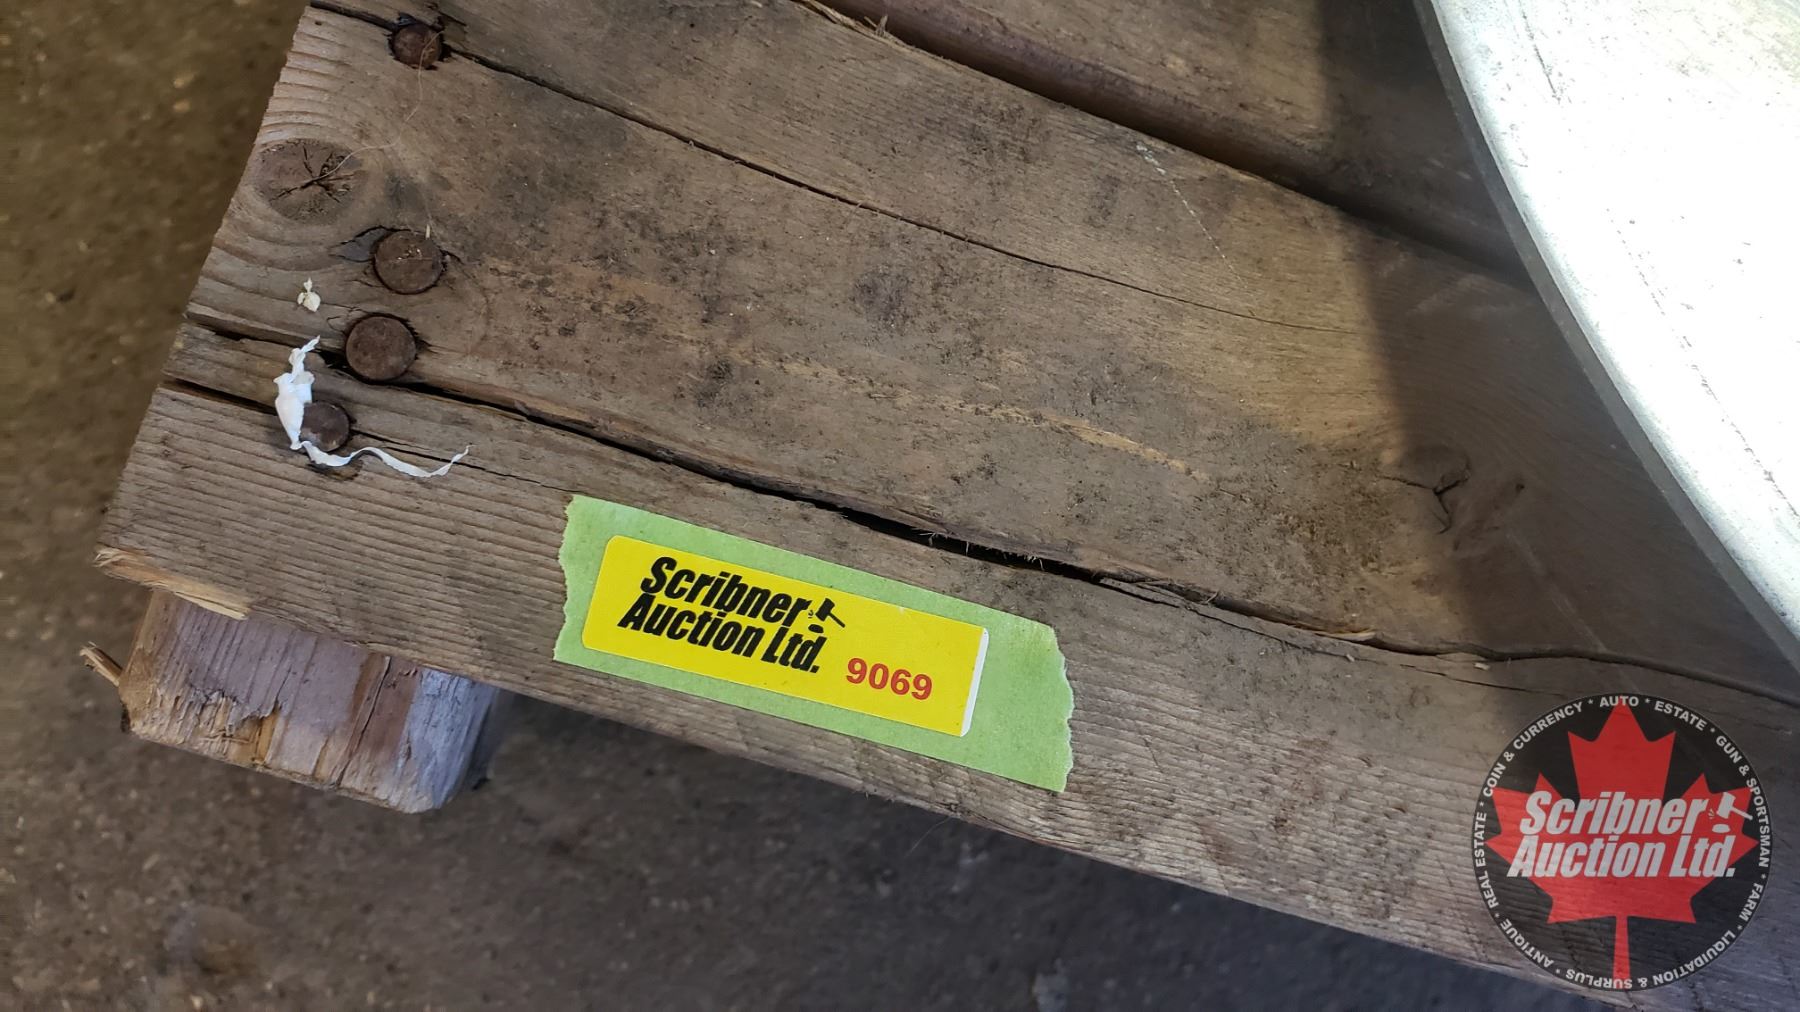 Scribner
Auction Ltd.
9069
* AUTO * ESTATE * GUN & SPORTSMAN * FARM * LIQUIDATION & SURPLUS * ANTIQUE * REAL ESTATE * COIN & CURRENCY
Scribner
Auction Ltd.